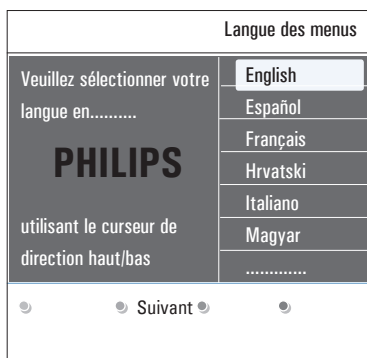 Langue des menus
Veuillez sélectionner votre
langue en..........
PHILIPS
utilisant le curseur de
direction haut/bas
English
Español
Français
Hrvatski
Italiano
Magyar
.............
Suivant